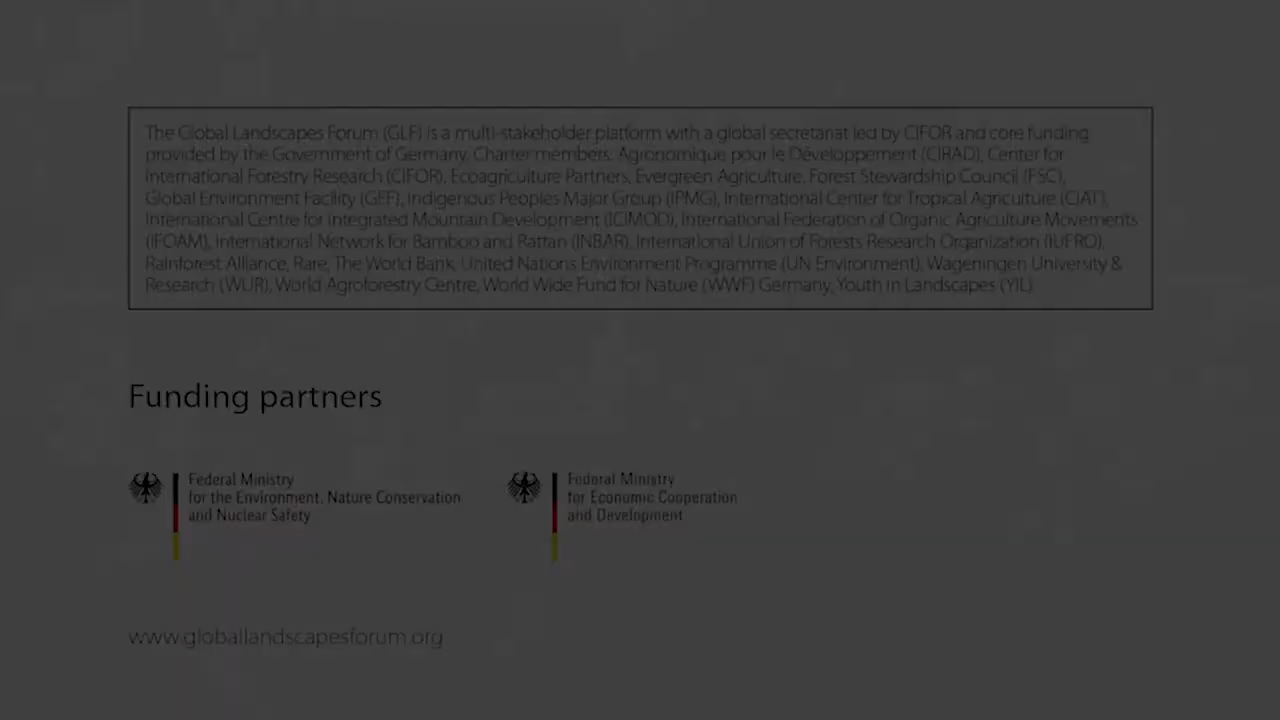 The Global Landscapes Forum (GLF) is a multi-stakeholder platform with a global secretariat led by CIFOR and core funding
provided by the Government of Germany. Charter members: Agronomique pour le Développement (CIRAD), Center for
International Forestry Research (CIFOR), Ecoagriculture Partners, Evergreen Agriculture, Forest Stewardship Council (FSC),
Global Environment Facility (GEF), Indigenous Peoples Major Group (IPMG), International Center for Tropical Agriculture (CIAT),
International Centre for Integrated Mountain Development (ICIMOD), International Federation of Organic Agriculture Movements
(IFOAM), International Network for Bamboo and Rattan (INBAR), International Union of Forests Research Organization (IUFRO),
Rainforest Alliance, Rare, The World Bank, United Nations Environment Programme (UN Environment), Wageningen University &
Research (WUR), World Agroforestry Centre, World Wide Fund for Nature (WWF) Germany, Youth in Landscapes (YIL)
Funding partners
Federal Ministry
for the Environment, Nature Conservation
and Nuclear Safety
Federal Ministry
for Economic Cooperation
and Development
www.globallandscapesforum.org